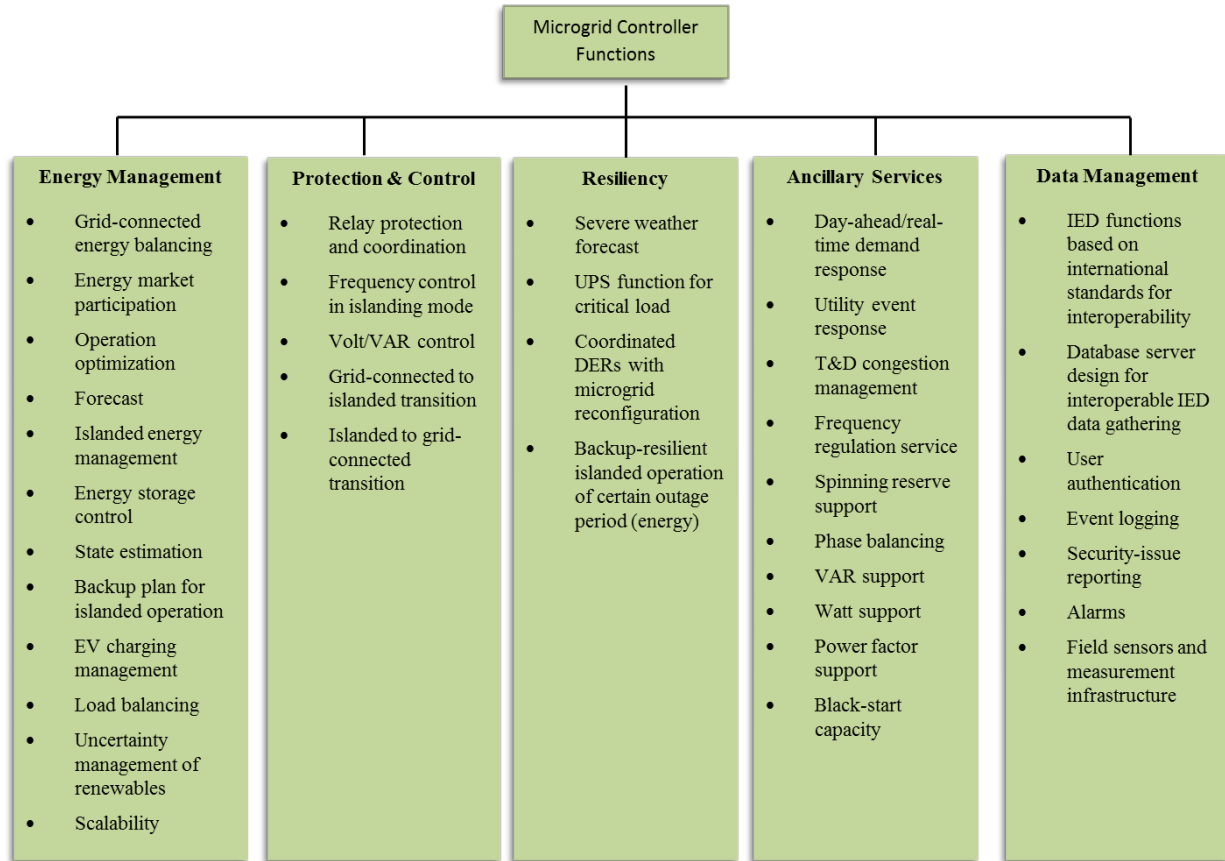 Microgrid Controller
Functions
Energy Management
• Grid-connected
energy balancing
• Energy market
participation
• Operation
optimization
• Forecast
• Islanded energy
management
• Energy storage
control
• State estimation
• Backup plan for
islanded operation
• EV charging
management
• Load balancing
• Uncertainty
management of
renewables
• Scalability
Protection & Control
• Relay protection
and coordination
• Frequency control
in islanding mode
• Volt/VAR control
• Grid-connected to
islanded transition
• Islanded to grid-
connected
transition
Resiliency
• Severe weather
forecast
• UPS function for
critical load
• Coordinated
DERs with
microgrid
reconfiguration
• Backup-resilient
islanded operation
of certain outage
period (energy)
Ancillary Services
• Day-ahead/real-
time demand
response
• Utility event
response
• T&D congestion
management
• Frequency
regulation service
• Spinning reserve
support
• Phase balancing
• VAR support
• Watt support
• Power factor
support
• Black-start
capacity
Data Management
• IED functions
based on
international
standards for
interoperability
• Database server
design for
interoperable IED
data gathering
• User
authentication
• Event logging
• Security-issue
reporting
• Alarms
• Field sensors and
measurement
infrastructure